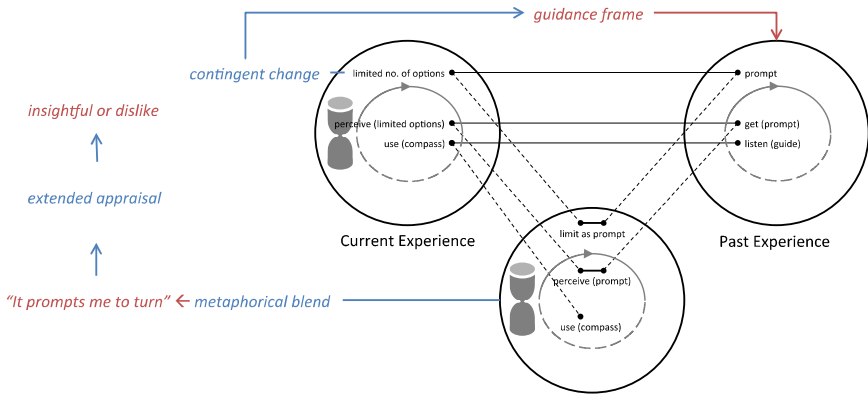 guidance frame
contingent change
limited no. of options
prompt
insightful or dislike
perceive (limited options)
get (prompt)
use (compass)
listen (guide)
extended appraisal
Current Experience
limit as prompt
Past Experience
perceive (prompt)
“It prompts me to turn”
metaphorical blend
use (compass)